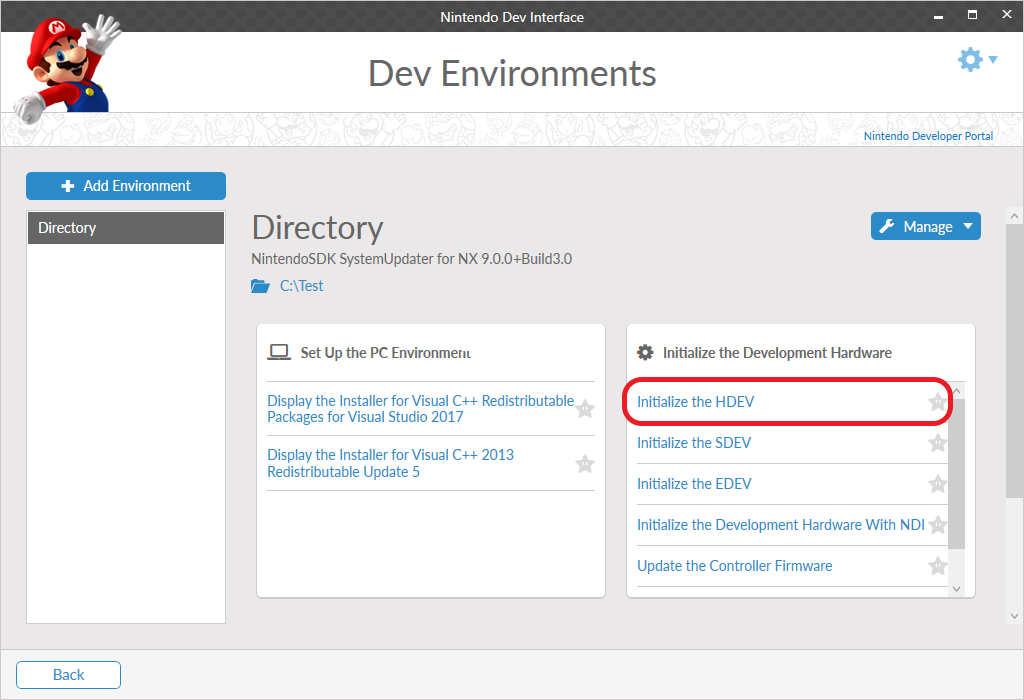 Nintendo Dev Interface
Dev Environments
Nintendo Developer Portal
Add Environment
Directory
Directory
Manage
NintendoSDK SystemUpdater for NX 9.0.0+Build3.0
C:\Test
Set Up the PC Environment
Display the Installer for Visual C++ Redistributable
Packages for Visual Studio 2017
Display the Installer for Visual C++ 2013
Redistributable Update 5
Initialize the Development Hardware
Initialize the HDEV
Initialize the SDEV
Initialize the EDEV
Initialize the Development Hardware With NDI
Update the Controller Firmware
Back